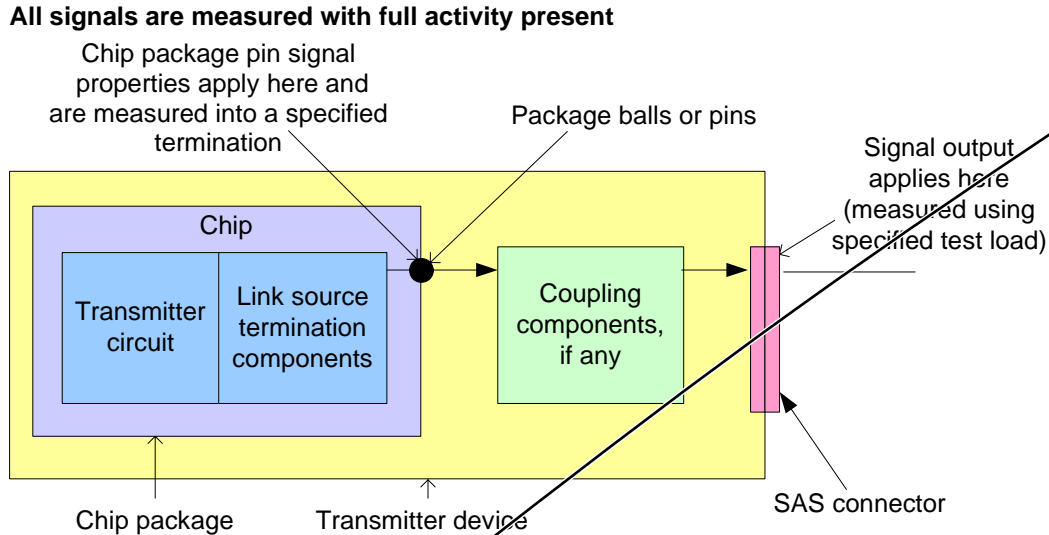 All signals are measured with full activity present
Chip package pin signal
properties apply here and
are measured into a specified
termination
Package balls or pins
Signal output
applies here
(measured using
specified test load)
Chip
Transmitter
circuit
Link source
termination
components
Coupling
components,
if any
SAS connector
Chip package
Transmitter device